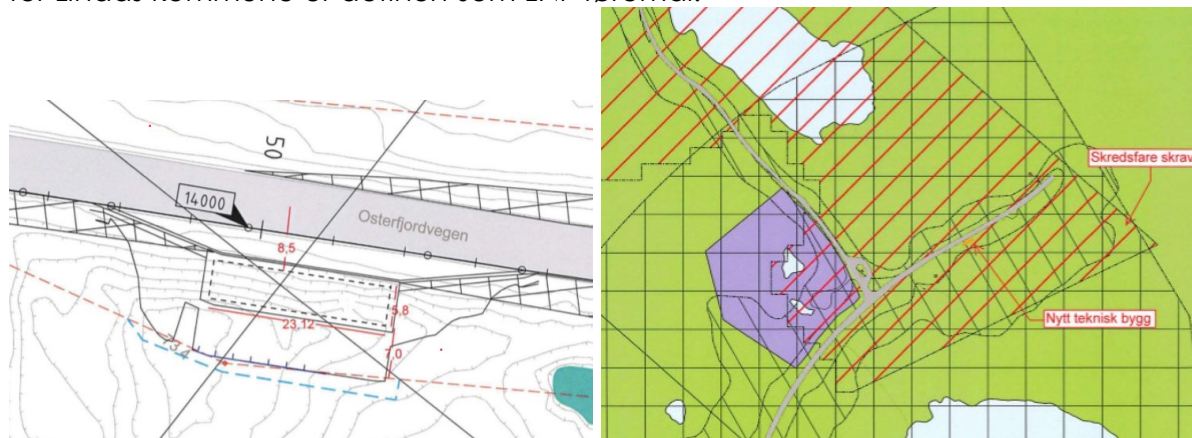 50
14000
Osterfjordvegen
8,5
5,8
23,12
7,0
Skredsfare skrav
Nytt teknisk bygg